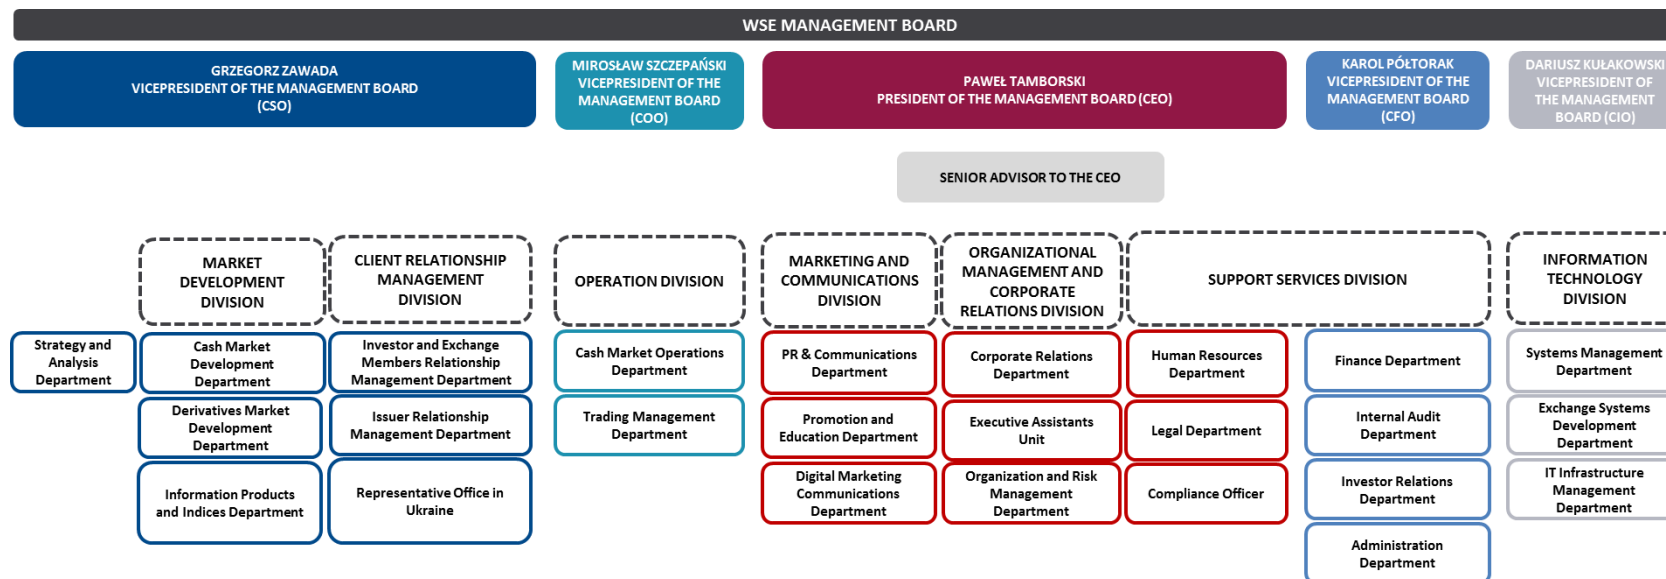 WSE MANAGEMENT BOARD
GRZEGORZ ZAWADA
VICEPRESIDENT OF THE MANAGEMENT BOARD
(CSO)
MIROSŁAW SZCZEPAŃSKI
VICEPRESIDENT OF THE
MANAGEMENT BOARD
(COO)
PAWEŁ TAMBORSKI
PRESIDENT OF THE MANAGEMENT BOARD (CEO)
KAROL PÓŁTORAK
VICEPRESIDENT OF THE
MANAGEMENT BOARD
(CFO)
DARIUSZ KUŁAKOWSKI
VICEPRESIDENT OF
THE MANAGEMENT
BOARD (CIO)
SENIOR ADVISOR TO THE CEO
MARKET
DEVELOPMENT
DIVISION
CLIENT RELATIONSHIP
MANAGEMENT
DIVISION
OPERATION DIVISION
MARKETING AND
COMMUNICATIONS
DIVISION
ORGANIZATIONAL
MANAGEMENT AND
CORPORATE
RELATIONS DIVISION
SUPPORT SERVICES DIVISION
INFORMATION
TECHNOLOGY
DIVISION
Strategy and
Analysis
Department
Cash Market
Development
Department
Investor and Exchange
Members Relationship
Management Department
Cash Market Operations
Department
PR & Communications
Department
Corporate Relations
Department
Human Resources
Department
Finance Department
Systems Management
Department
Derivatives Market
Development
Department
Issuer Relationship
Management Department
Trading Management
Department
Promotion and
Education Department
Executive Assistants
Unit
Legal Department
Internal Audit
Department
Exchange Systems
Development
Department
Information Products
and Indices Department
Representative Office in
Ukraine
Digital Marketing
Communications
Department
Organization and Risk
Management
Department
Compliance Officer
Investor Relations
Department
IT Infrastructure
Management
Department
Administration
Department